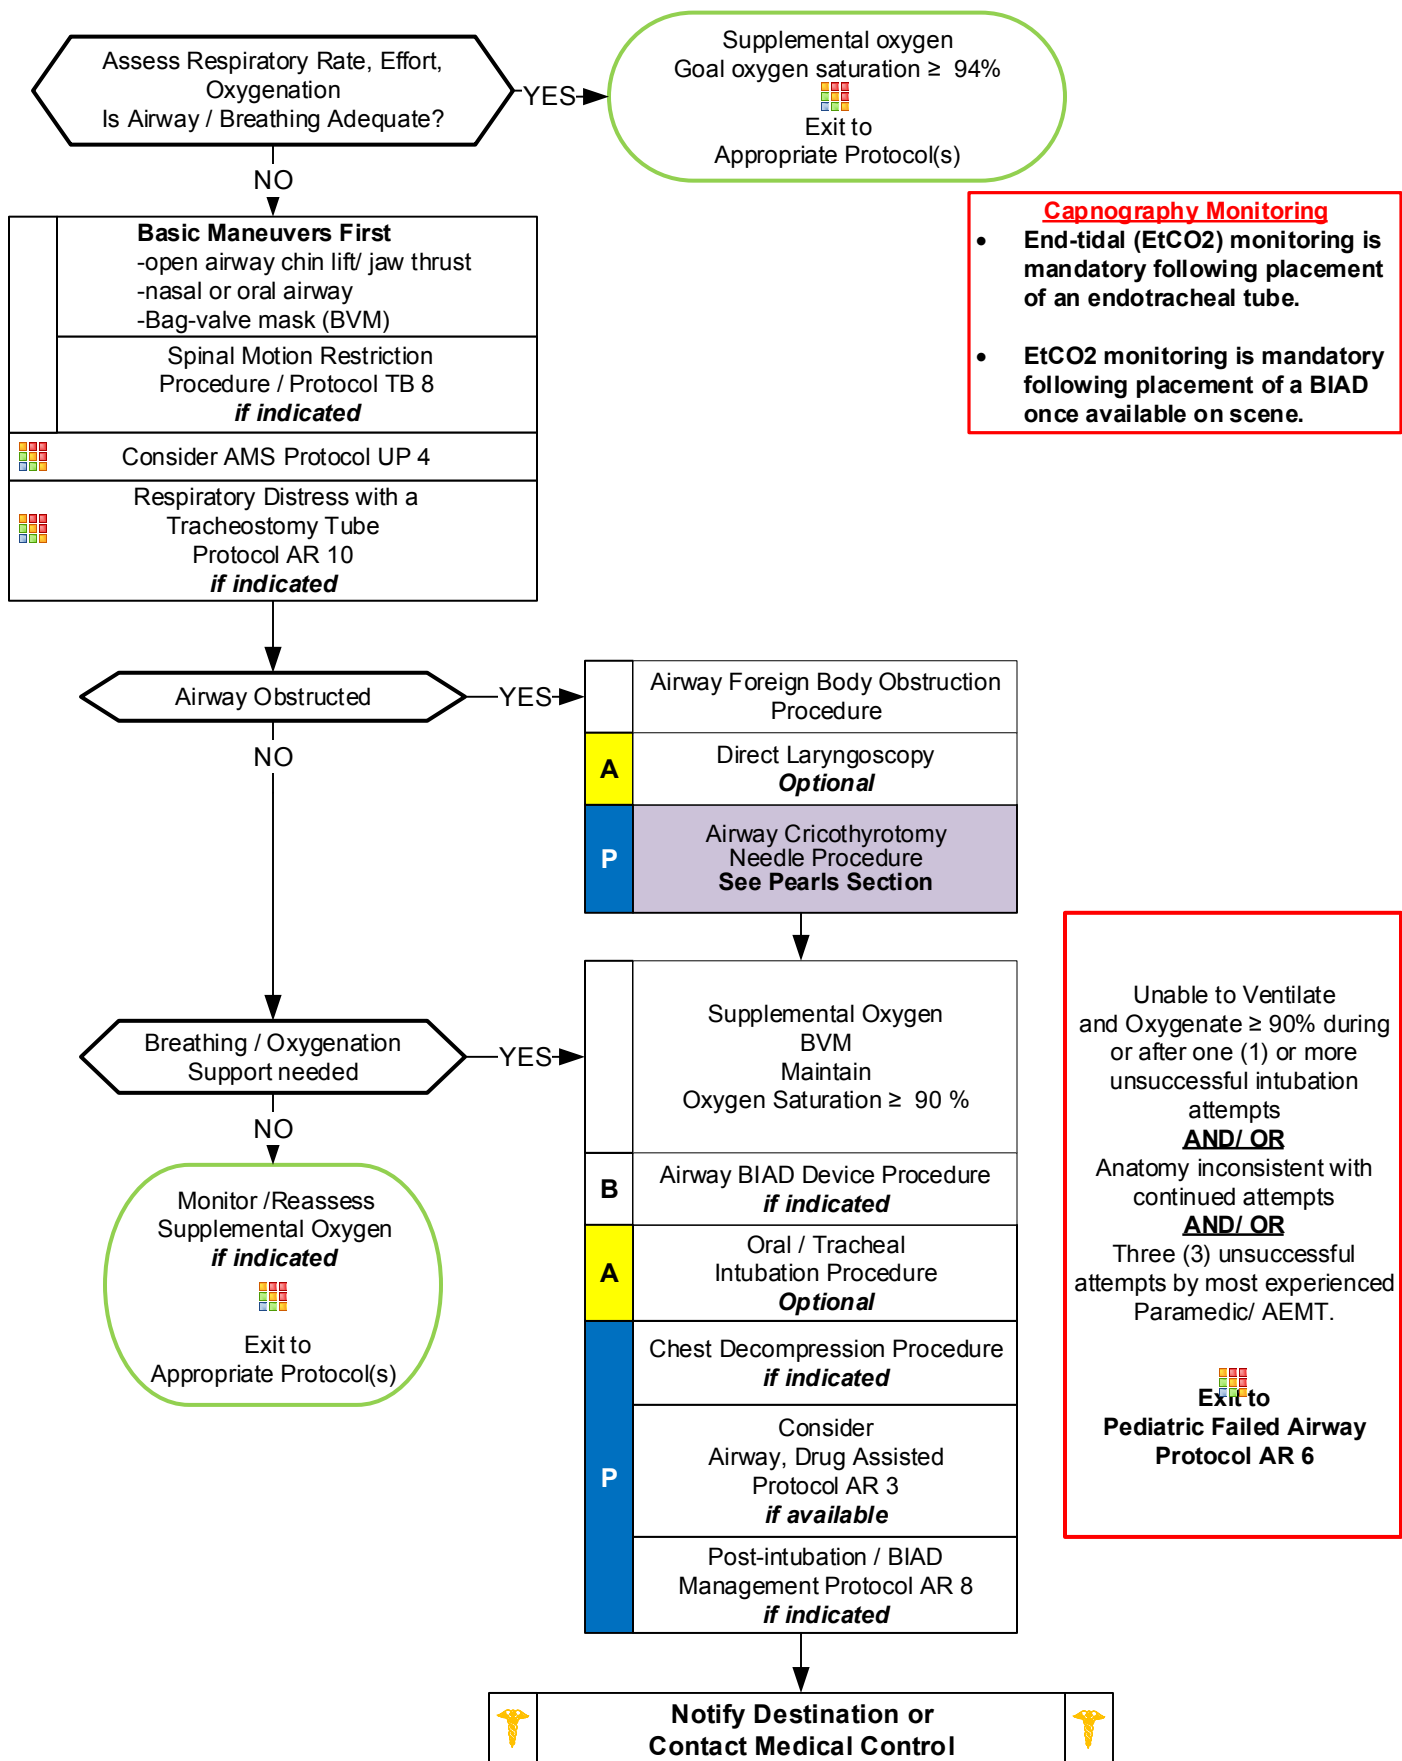 Assess Respiratory Rate, Effort,
Oxygenation
Is Airway / Breathing Adequate?
YES
Supplemental oxygen
Goal oxygen saturation ≥ 94%
Exit to
Appropriate Protocol(s)
NO
Basic Maneuvers First
-open airway chin lift/ jaw thrust
-nasal or oral airway
-Bag-valve mask (BVM)
Spinal Motion Restriction
Procedure / Protocol TB 8
if indicated
Consider AMS Protocol UP 4
Respiratory Distress with a
Tracheostomy Tube
Protocol AR 10
if indicated
Capnography Monitoring
• End-tidal (EtCO2) monitoring is
mandatory following placement
of an endotracheal tube.
• EtCO2 monitoring is mandatory
following placement of a BIAD
once available on scene.
Airway Obstructed
YES
NO
Airway Foreign Body Obstruction
Procedure
A
Direct Laryngoscopy
Optional
P
Airway Cricothyrotomy
Needle Procedure
See Pearls Section
Breathing / Oxygenation
Support needed
YES
NO
Supplemental Oxygen
BVM
Maintain
Oxygen Saturation ≥ 90 %
B
Airway BIAD Device Procedure
if indicated
A
Oral / Tracheal
Intubation Procedure
Optional
P
Chest Decompression Procedure
if indicated
Consider
Airway, Drug Assisted
Protocol AR 3
if available
Post-intubation / BIAD
Management Protocol AR 8
if indicated
Monitor /Reassess
Supplemental Oxygen
if indicated
Exit to
Appropriate Protocol(s)
Unable to Ventilate
and Oxygenate ≥ 90% during
or after one (1) or more
unsuccessful intubation
attempts
AND/ OR
Anatomy inconsistent with
continued attempts
AND/ OR
Three (3) unsuccessful
attempts by most experienced
Paramedic/ AEMT.
Exit to
Pediatric Failed Airway
Protocol AR 6
Notify Destination or
Contact Medical Control